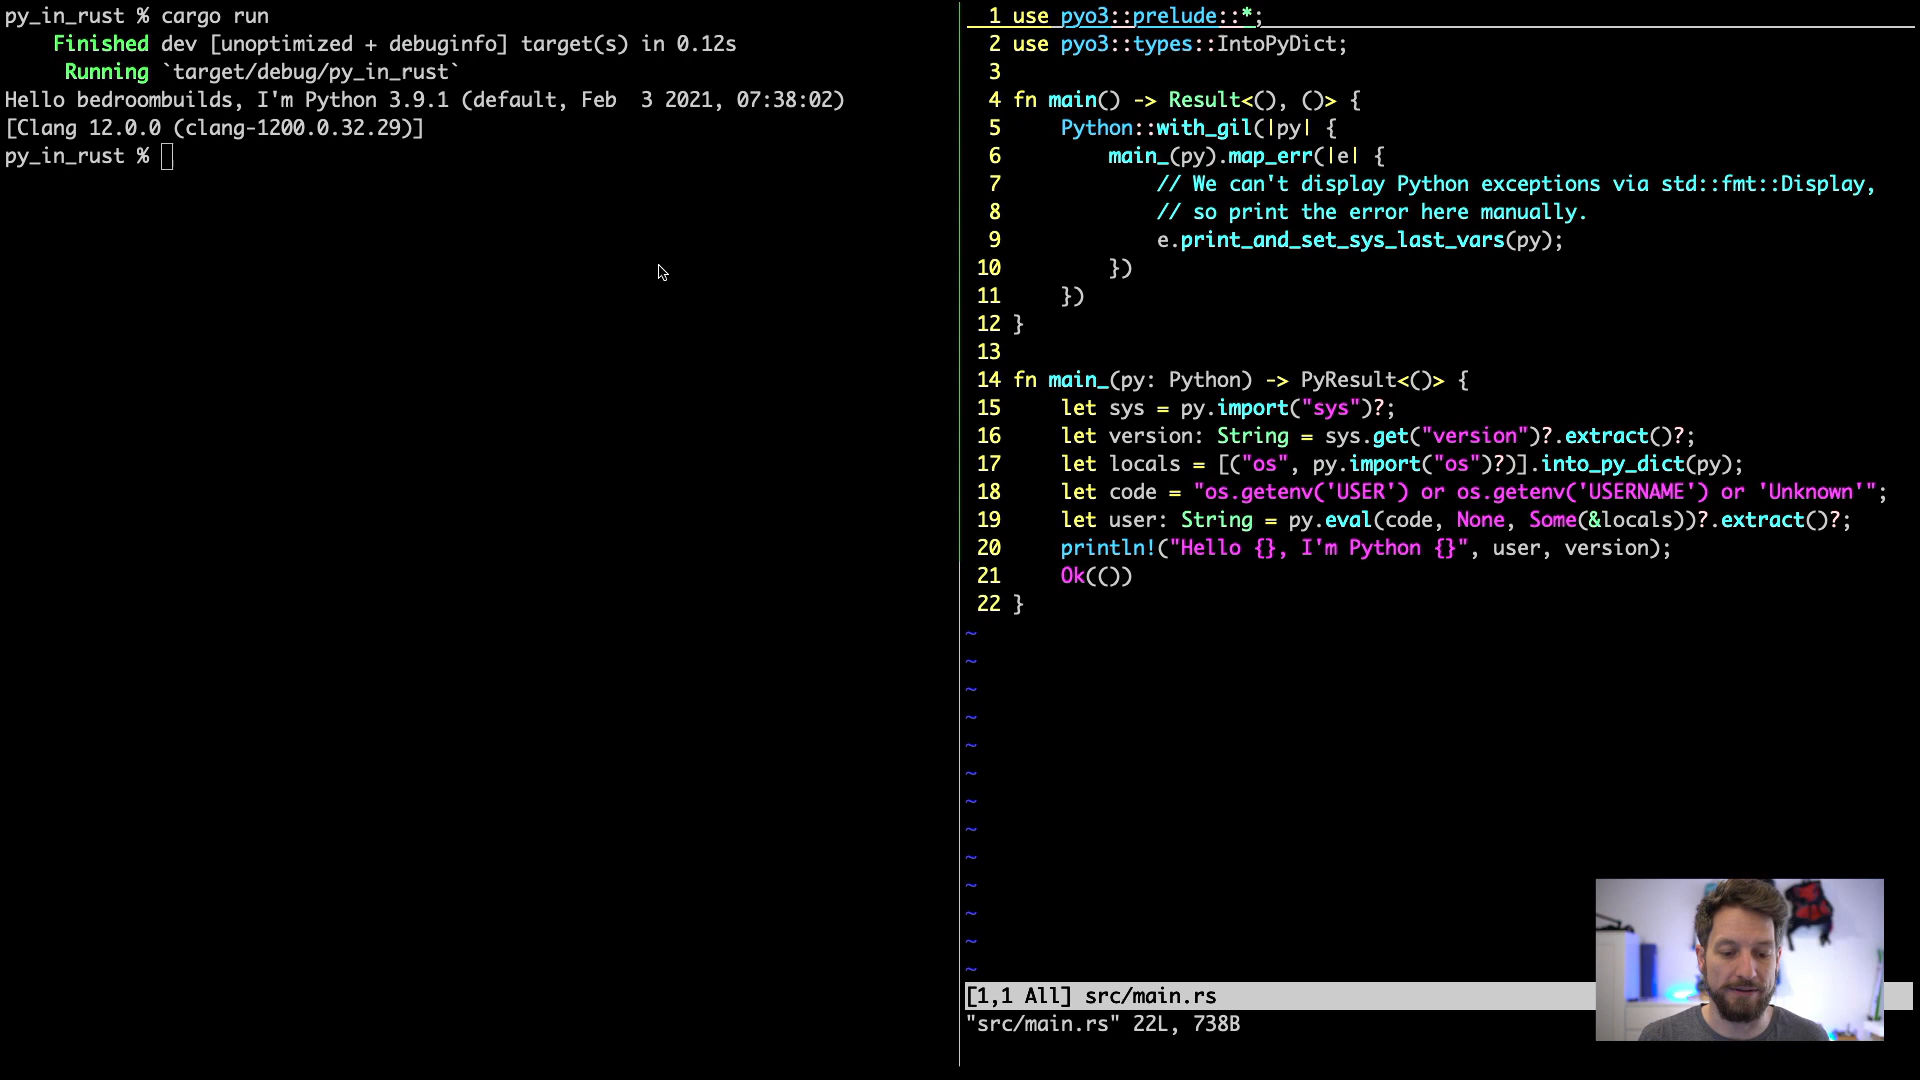 py_in_rust % cargo run
    Finished dev [unoptimized + debuginfo] target(s) in 0.12s
     Running `target/debug/py_in_rust`
Hello bedroombuilds, I'm Python 3.9.1 (default, Feb  3 2021, 07:38:02)
[Clang 12.0.0 (clang-1200.0.32.29)]
py_in_rust %
1 use pyo3::prelude::*;
2 use pyo3::types::IntoPyDict;
3
4 fn main() -> Result<(), ()> {
5     Python::with_gil(|py| {
6         main_(py).map_err(|e| {
7             // We can't display Python exceptions via std::fmt::Display,
8             // so print the error here manually.
9             e.print_and_set_sys_last_vars(py);
10         })
11     })
12 }
13
14 fn main_(py: Python) -> PyResult<()> {
15     let sys = py.import("sys")?;
16     let version: String = sys.get("version")?.extract()?;
17     let locals = [("os", py.import("os")?)].into_py_dict(py);
18     let code = "os.getenv('USER') or os.getenv('USERNAME') or 'Unknown'";
19     let user: String = py.eval(code, None, Some(&locals))?.extract()?;
20     println!("Hello {}, I'm Python {}", user, version);
21     Ok(())
22 }
~
~
~
~
~
~
~
~
~
~
~
~
~
[1,1 All] src/main.rs
"src/main.rs" 22L, 738B